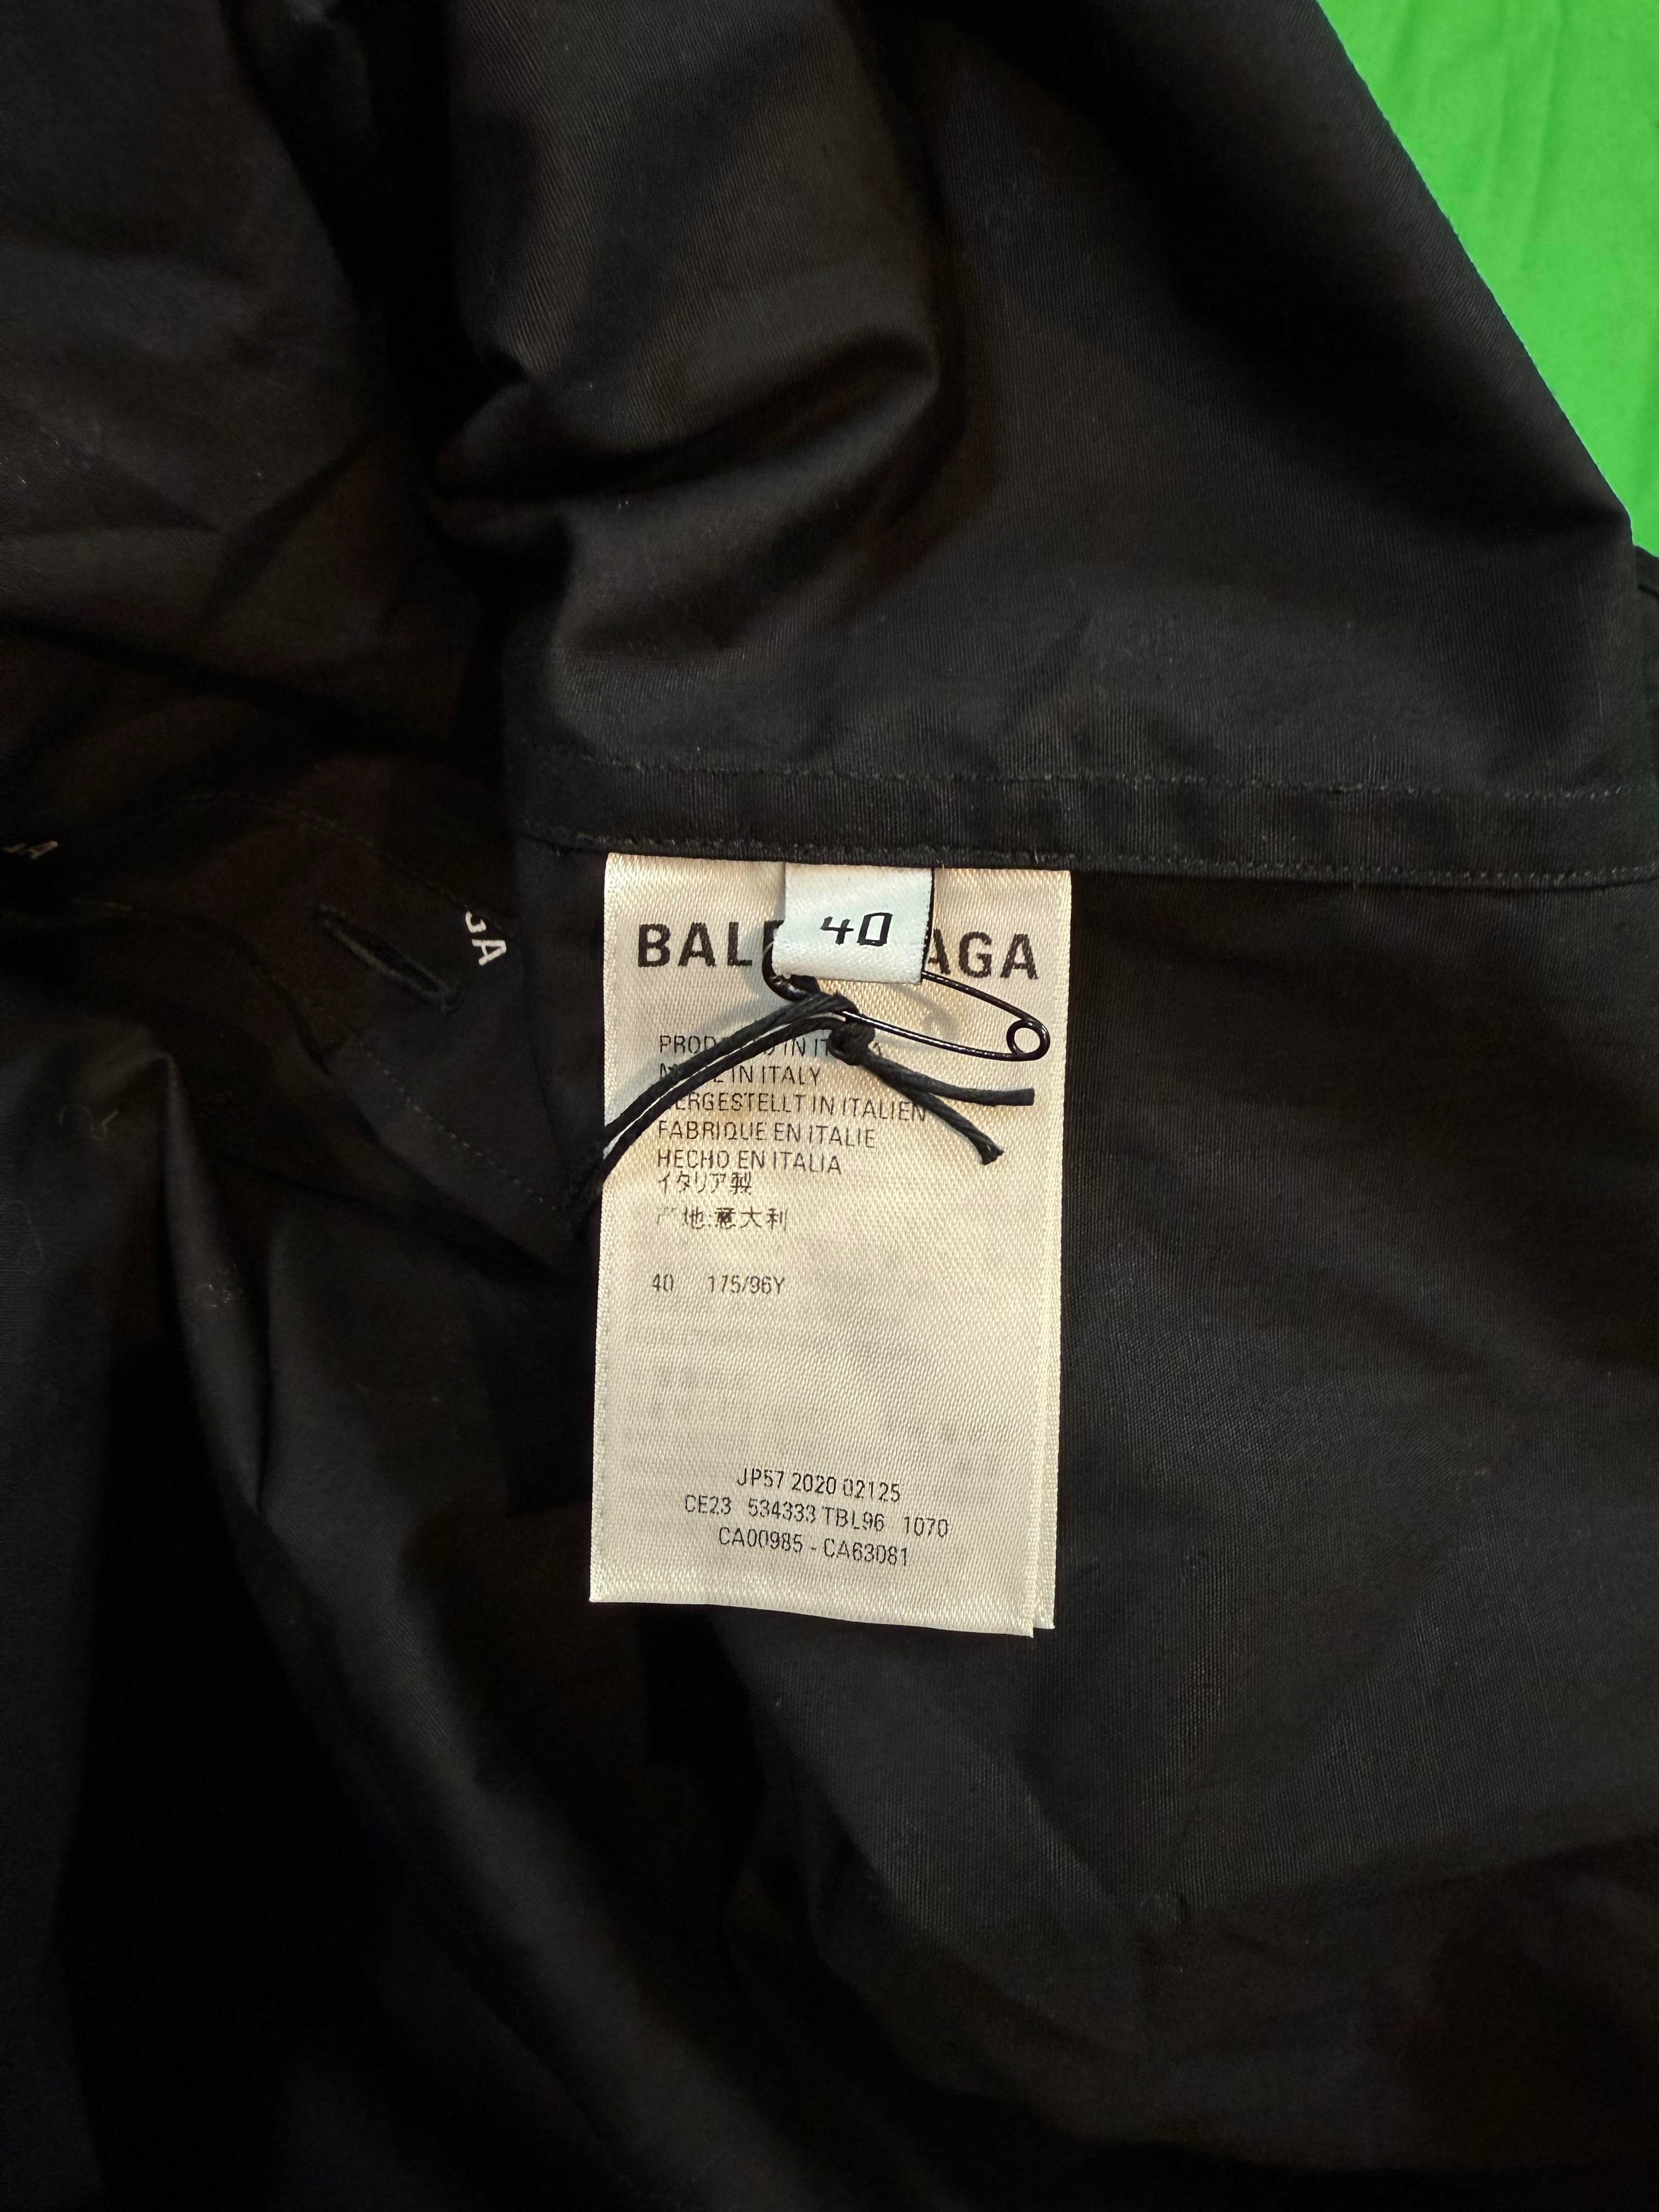 40
BAL AGA
PROD IN IT A
IN ITALY
HERGESTELLT IN ITALIEN
FABRIQUE EN ITALIE
HECHO EN ITALIA
イタリア製
产地:意大利
40 175/96Y
JP57 2020 02125
CE23 534333 TBL96 1070
CA00985 - CA63081
GA
GA